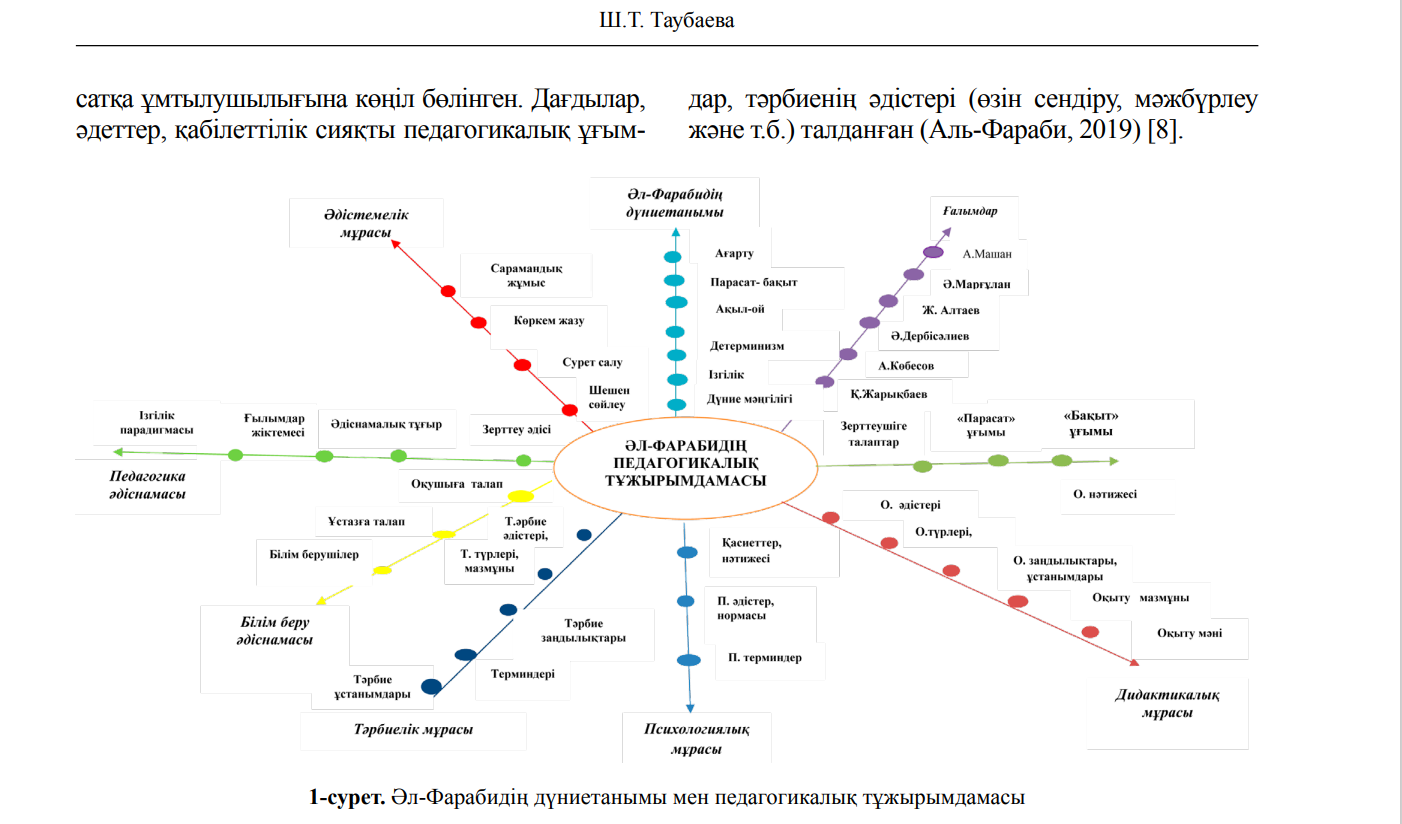 Ш.Т. Таубаева
сатқа ұмтылушылығына көңіл бөлінген. Дағдылар,
әдеттер, қабілеттілік сияқты педагогикалық ұғым-
дар, тәрбиенің әдістері (өзін сендіру, мәжбүрлеу
және т.б.) талданған (Аль-Фараби, 2019) [8].
Әдістемелік
мұрасы
Сарамандық
жұмыс
Көркем жазу
Сурет салу
Шешен
сөйлеу
Әл-Фарабидің
дүниетанымы
Ағарту
Парасат- бақыт
Ақыл-ой
Детерминизм
Ізгілік
Дүние мәңгілігі
Ғалымдар
А.Машан
Ә.Марғұлан
Ж. Алтаев
Ә.Дербісәлиев
А.Көбесов
Қ.Жарықбаев
Ізгілік
парадигмасы
Ғылымдар
жіктемесі
Әдіснамалық тұғыр
Зерттеу әдісі
Педагогика
әдіснамасы
ӘЛ-ФАРАБИДІҢ
ПЕДАГОГИКАЛЫҚ
ТҰЖЫРЫМДАМАСЫ
Зерттеушіге
талаптар
«Парасат»
ұғымы
«Бақыт»
ұғымы
О. нәтижесі
Оқушыға талап
Ұстазға талап
Білім берушілер
Білім беру
әдіснамасы
Т.әрбие
әдістері,
Т. түрлері,
мазмұны
Тәрбие
заңдылықтары
Терминдері
Тәрбие
ұстанымдары
Тәрбиелік мұрасы
Қасиеттер,
нәтижесі
П. әдістер,
нормасы
П. терминдер
Психологиялық
мұрасы
О. әдістері
О.түрлері,
О. заңдылықтары,
ұстанымдары
Оқыту мазмұны
Оқыту мәні
Дидактикалық
мұрасы
1-сурет. Әл-Фарабидің дүниетанымы мен педагогикалық тұжырымдамасы